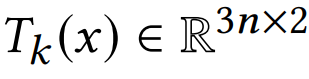 T_k(x) ∈ ℝ^{3n×2}